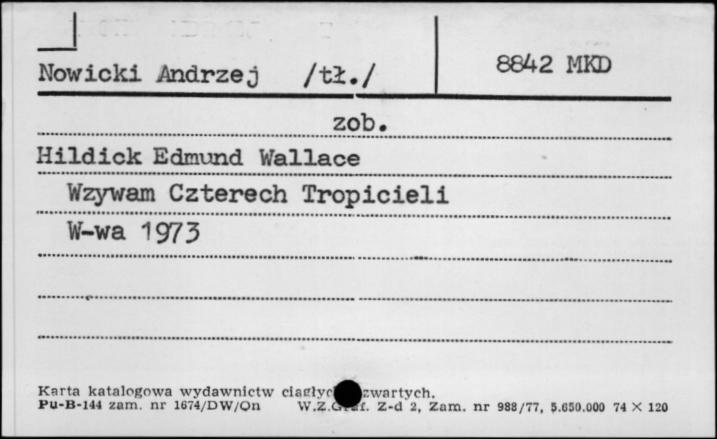 Nowicki Andrzej /tł./ 8842 MKD
zob.
Hildick Edmund Wallace
Wzywam Czterech Tropicieli
W-wa 1973
Karta katalogowa wydawnictw zwartych.
Pu-B-144 zam. nr 1674/DW/On W.Z.Graf. Z-d 2, Zam. nr 988/77, 5.650.000 74 × 120